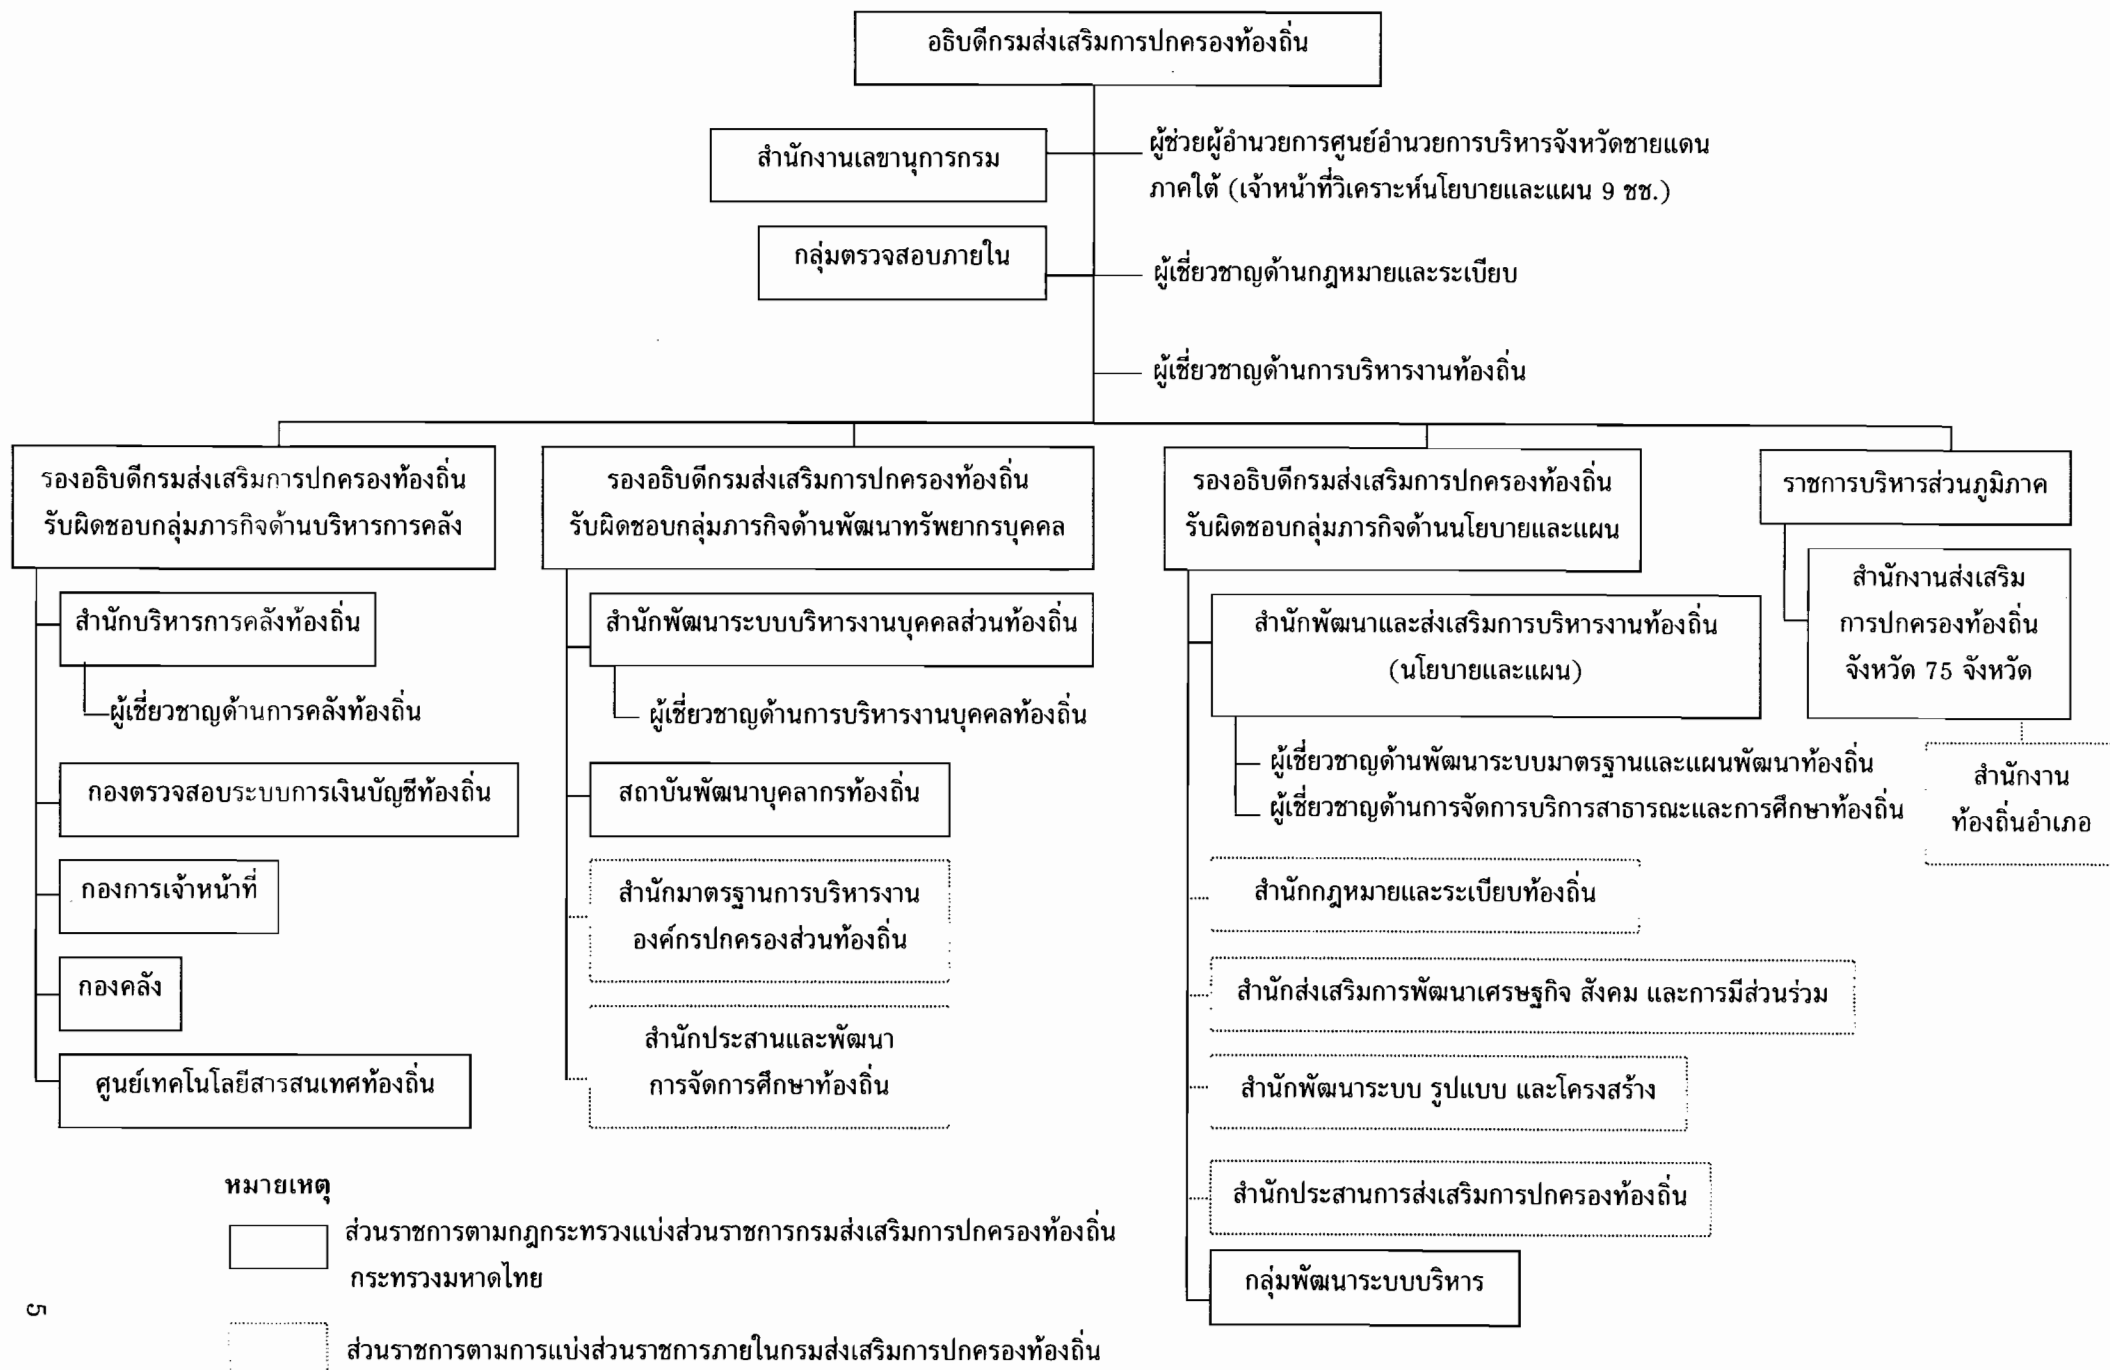 อธิบดีกรมส่งเสริมการปกครองท้องถิ่น
สำนักงานเลขานุการกรม
ผู้ช่วยผู้อำนวยการศูนย์อำนวยการบริหารจังหวัดชายแดน
ภาคใต้ (เจ้าหน้าที่วิเคราะห์นโยบายและแผน 9 ชช.)
กลุ่มตรวจสอบภายใน
ผู้เชี่ยวชาญด้านกฎหมายและระเบียบ
ผู้เชี่ยวชาญด้านการบริหารงานท้องถิ่น
รองอธิบดีกรมส่งเสริมการปกครองท้องถิ่น
รับผิดชอบกลุ่มภารกิจด้านบริหารการคลัง
สำนักบริหารการคลังท้องถิ่น
ผู้เชี่ยวชาญด้านการคลังท้องถิ่น
กองตรวจสอบระบบการเงินบัญชีท้องถิ่น
กองการเจ้าหน้าที่
กองคลัง
ศูนย์เทคโนโลยีสารสนเทศท้องถิ่น
รองอธิบดีกรมส่งเสริมการปกครองท้องถิ่น
รับผิดชอบกลุ่มภารกิจด้านพัฒนาทรัพยากรบุคคล
สำนักพัฒนาระบบบริหารงานบุคคลส่วนท้องถิ่น
ผู้เชี่ยวชาญด้านการบริหารงานบุคคลท้องถิ่น
สถาบันพัฒนาบุคลากรท้องถิ่น
สำนักมาตรฐานการบริหารงาน
องค์กรปกครองส่วนท้องถิ่น
สำนักประสานและพัฒนา
การจัดการศึกษาท้องถิ่น
รองอธิบดีกรมส่งเสริมการปกครองท้องถิ่น
รับผิดชอบกลุ่มภารกิจด้านนโยบายและแผน
สำนักพัฒนาและส่งเสริมการบริหารงานท้องถิ่น
(นโยบายและแผน)
ผู้เชี่ยวชาญด้านพัฒนาระบบมาตรฐานและแผนพัฒนาท้องถิ่น
ผู้เชี่ยวชาญด้านการจัดการบริการสาธารณะและการศึกษาท้องถิ่น
สำนักกฎหมายและระเบียบท้องถิ่น
สำนักส่งเสริมการพัฒนาเศรษฐกิจ สังคม และการมีส่วนร่วม
สำนักพัฒนาระบบ รูปแบบ และโครงสร้าง
สำนักประสานการส่งเสริมการปกครองท้องถิ่น
กลุ่มพัฒนาระบบบริหาร
ราชการบริหารส่วนภูมิภาค
สำนักงานส่งเสริม
การปกครองท้องถิ่น
จังหวัด 75 จังหวัด
สำนักงาน
ท้องถิ่นอำเภอ
หมายเหตุ
ส่วนราชการตามกฎกระทรวงแบ่งส่วนราชการกรมส่งเสริมการปกครองท้องถิ่น
กระทรวงมหาดไทย
ส่วนราชการตามการแบ่งส่วนราชการภายในกรมส่งเสริมการปกครองท้องถิ่น
5